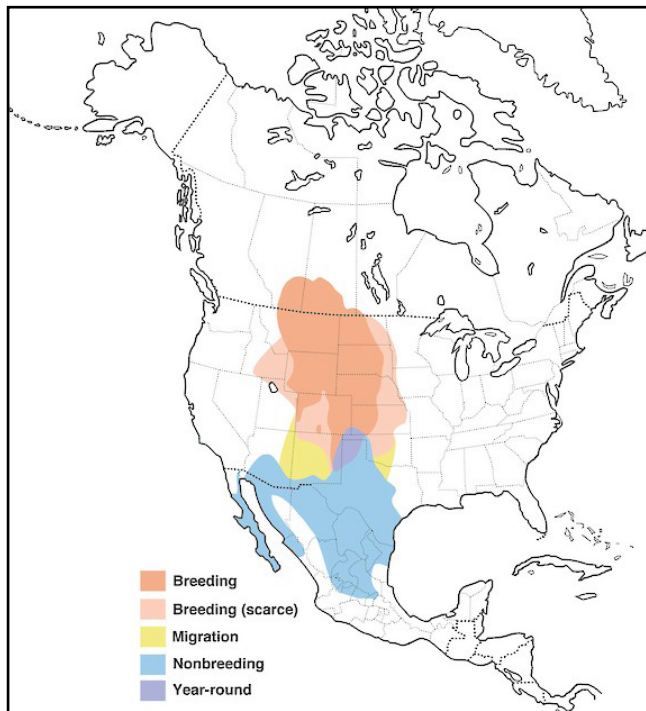 Breeding
Breeding (scarce)
Migration
Nonbreeding
Year-round